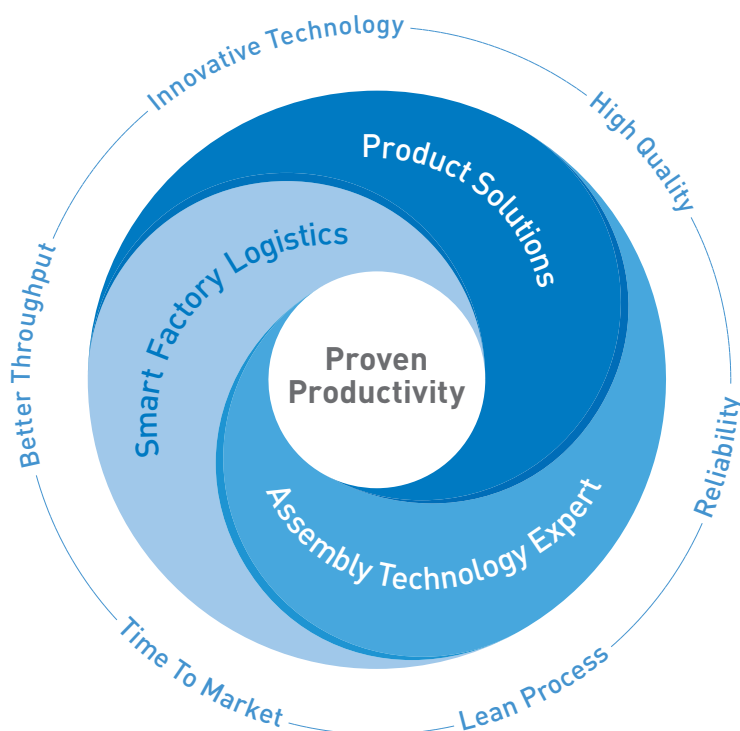 Innovative Technology
High Quality
Reliability
Lean Process
Time To Market
Better Throughput
Product Solutions
Assembly Technology Expert
Smart Factory Logistics
Proven
Productivity